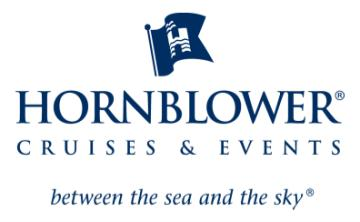 H
HORNBLOWER®
CRUISES & EVENTS
between the sea and the sky®